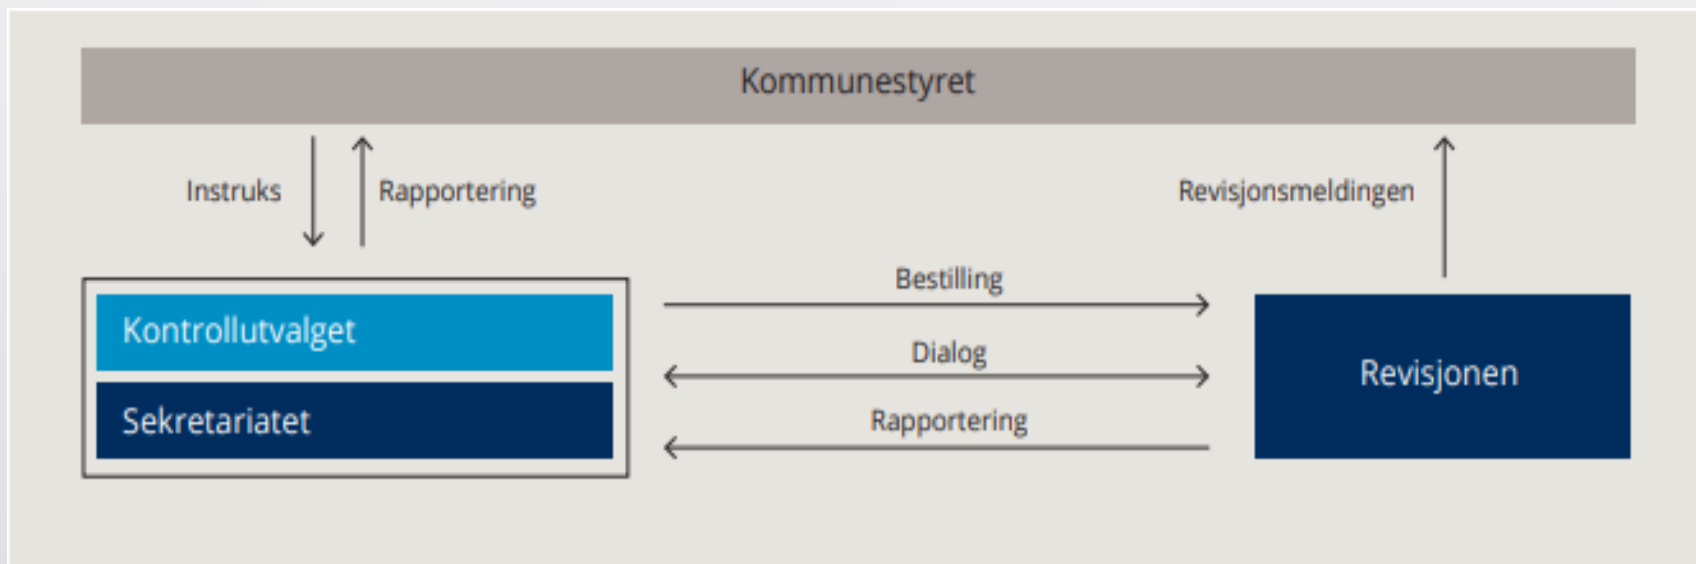 Kommunestyret
Instruks
Rapportering
Revisjonsmeldingen
Bestilling
Kontrollutvalget
Dialog
Revisjonen
Sekretariatet
Rapportering